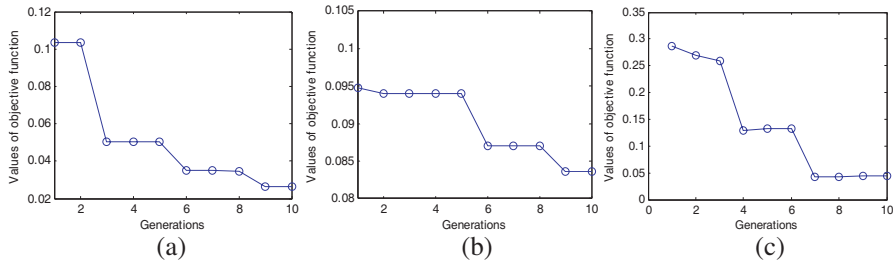 0.12
0.1
0.08
0.06
0.04
0.02
Values of objective function
2 4 6 8 10
Generations
(a)
0.105
0.1
0.095
0.09
0.085
0.08
Values of objective function
2 4 6 8 10
Generations
(b)
0.35
0.3
0.25
0.2
0.15
0.1
0.05
0
Values of objective function
0 2 4 6 8 10
Generations
(c)